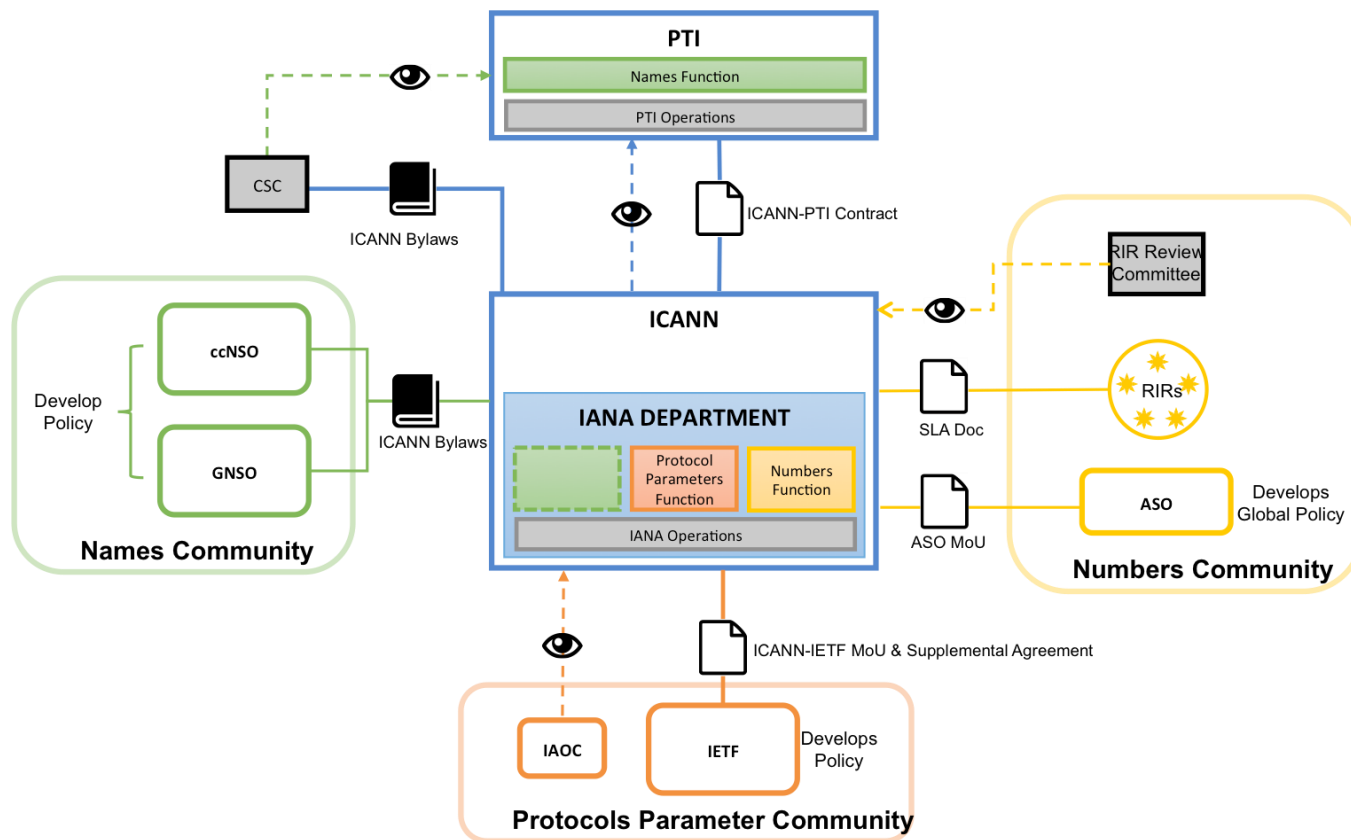 PTI
Names Function
PTI Operations
CSC
ICANN Bylaws
ICANN-PTI Contract
RIR Review
Committee
ICANN
ccNSO
Develop
Policy
GNSO
ICANN Bylaws
Names Community
IANA DEPARTMENT
Protocol
Parameters
Function
Numbers
Function
IANA Operations
SLA Doc
RIRs
ASO MoU
ASO
Develops
Global Policy
Numbers Community
ICANN-IETF MoU & Supplemental Agreement
IAOC
IETF
Develops
Policy
Protocols Parameter Community